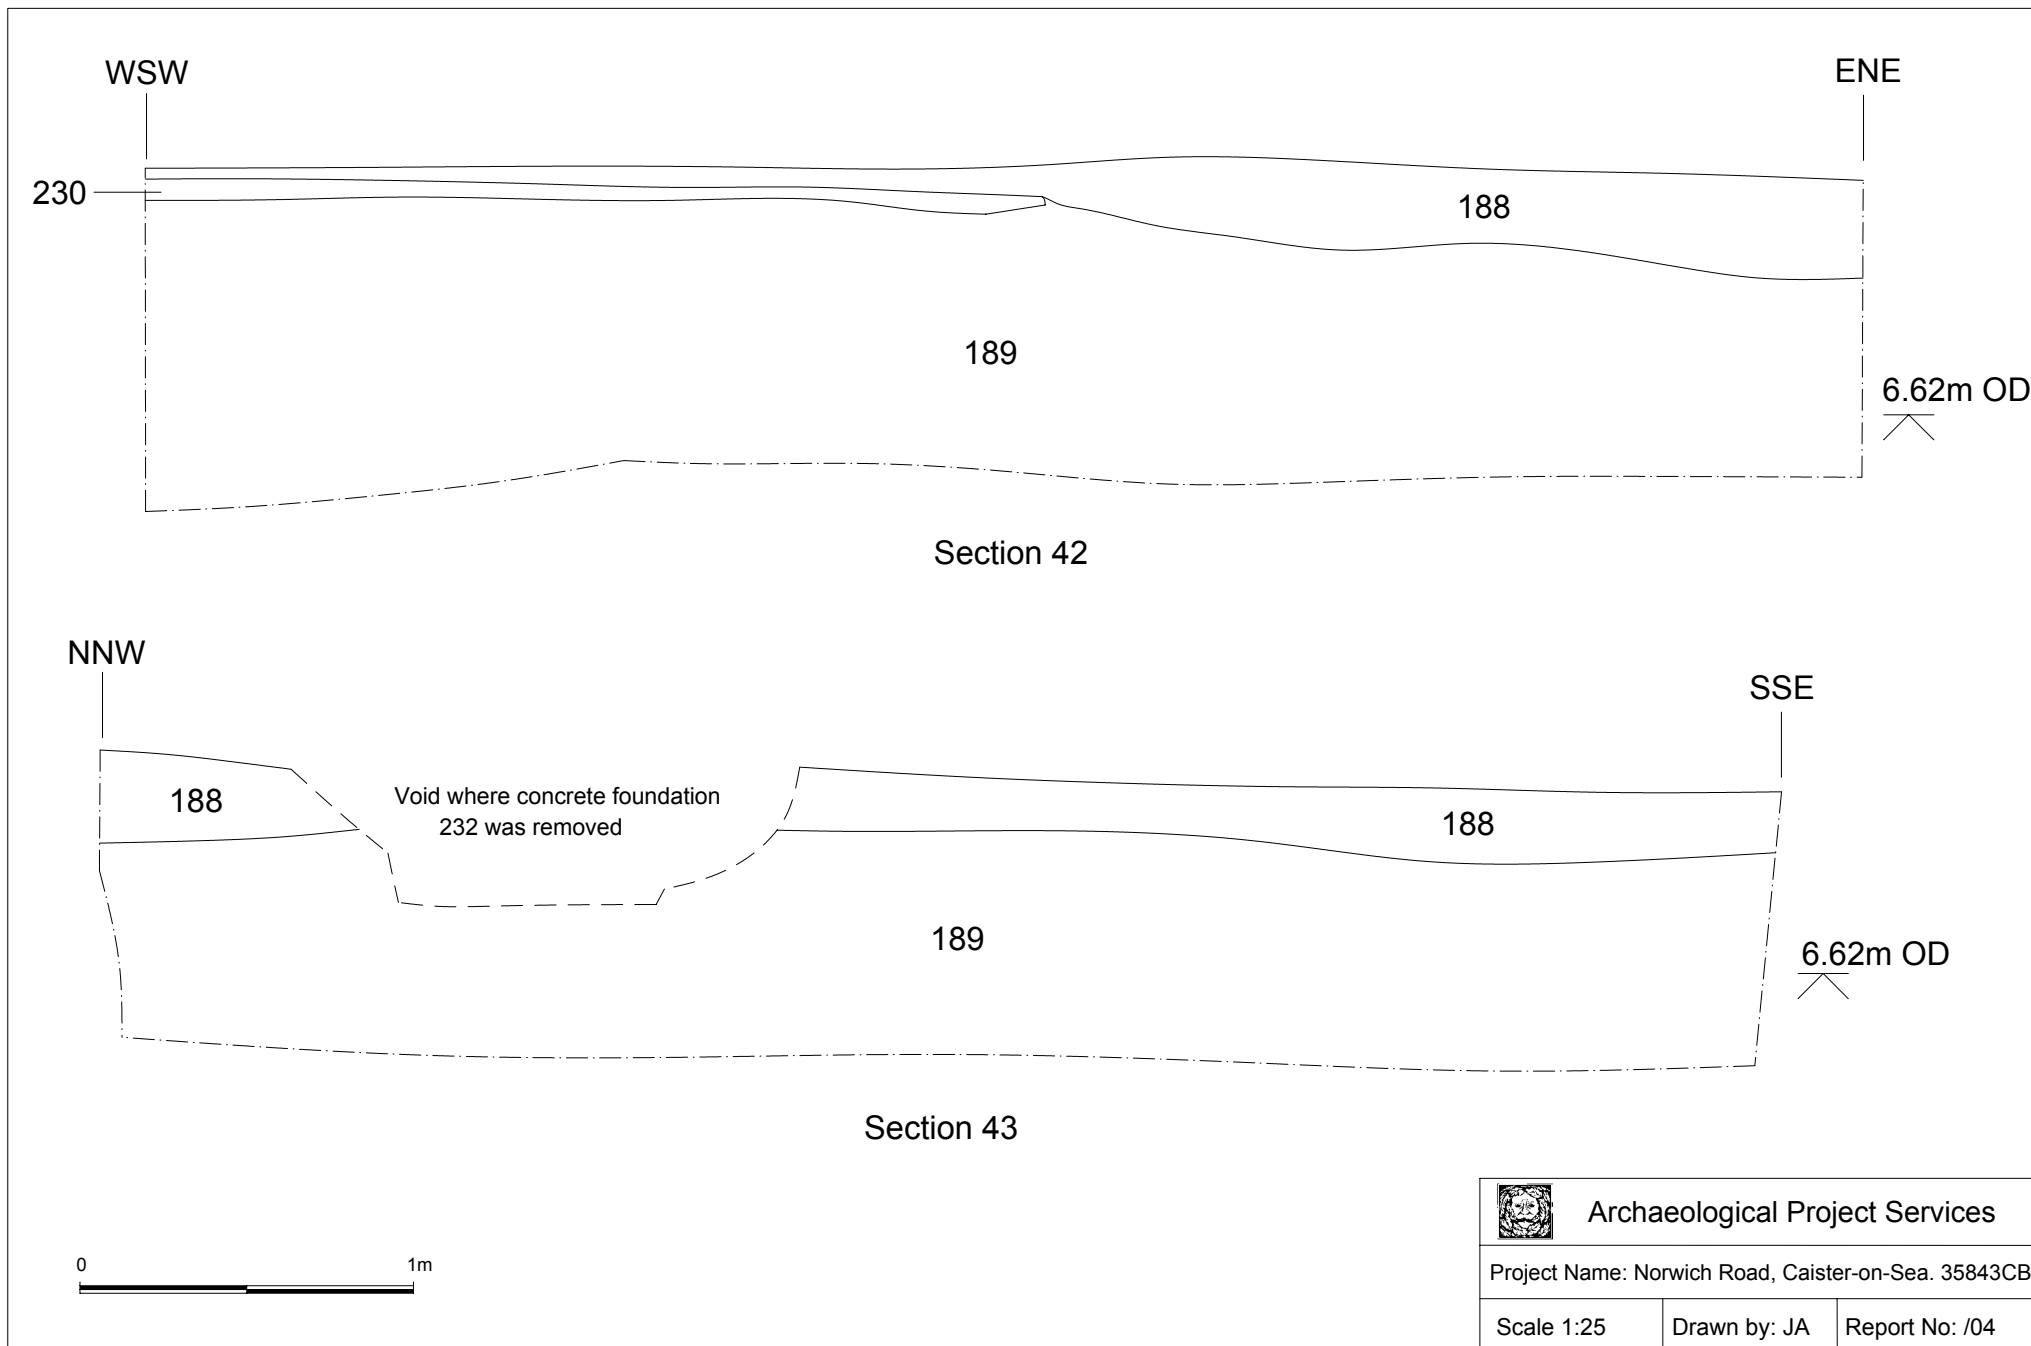 WSW
ENE
230
188
189
6.62m OD
Section 42
NNW
SSE
188
Void where concrete foundation
232 was removed
188
189
6.62m OD
Section 43
0 1m
Archaeological Project Services
Project Name: Norwich Road, Caister-on-Sea. 35843CB
Scale 1:25
Drawn by: JA
Report No: /04